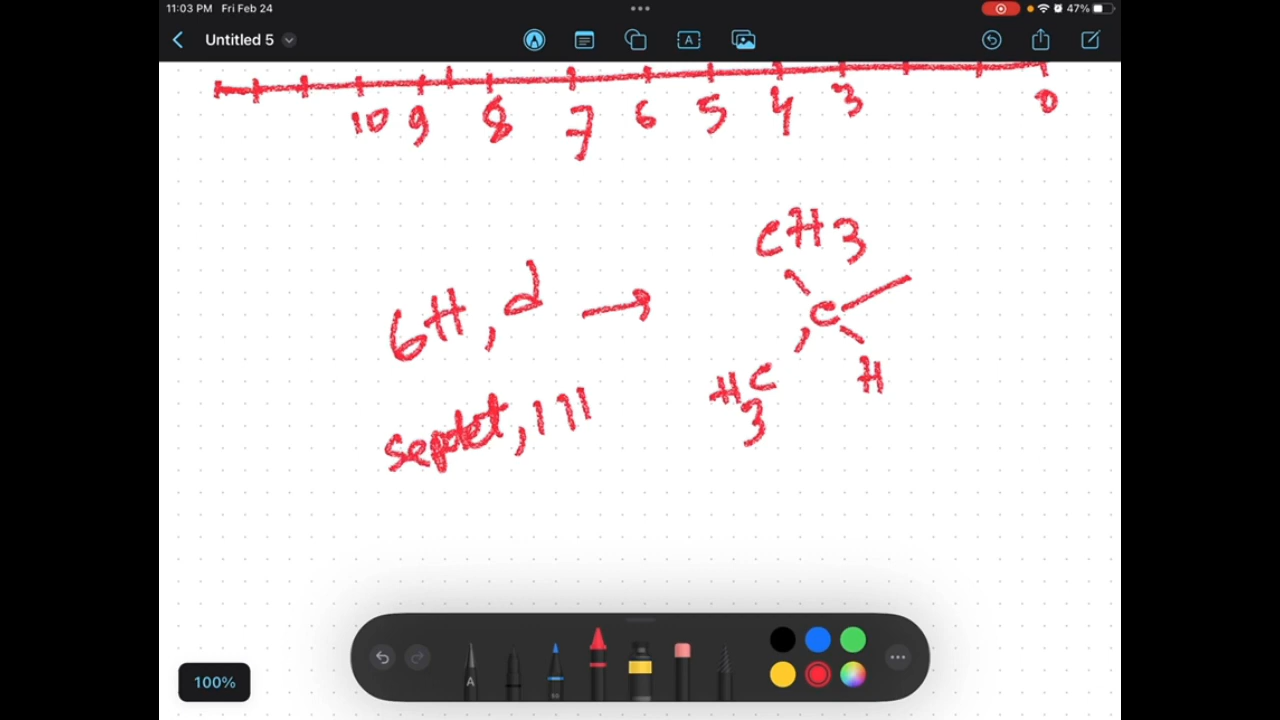 11:03 PM Fri Feb 24
47%
Untitled 5
A
10 9 8 7 6 5 4 3 0
CH3
6H, d → C
H3C H
septet, 1H
A
100%